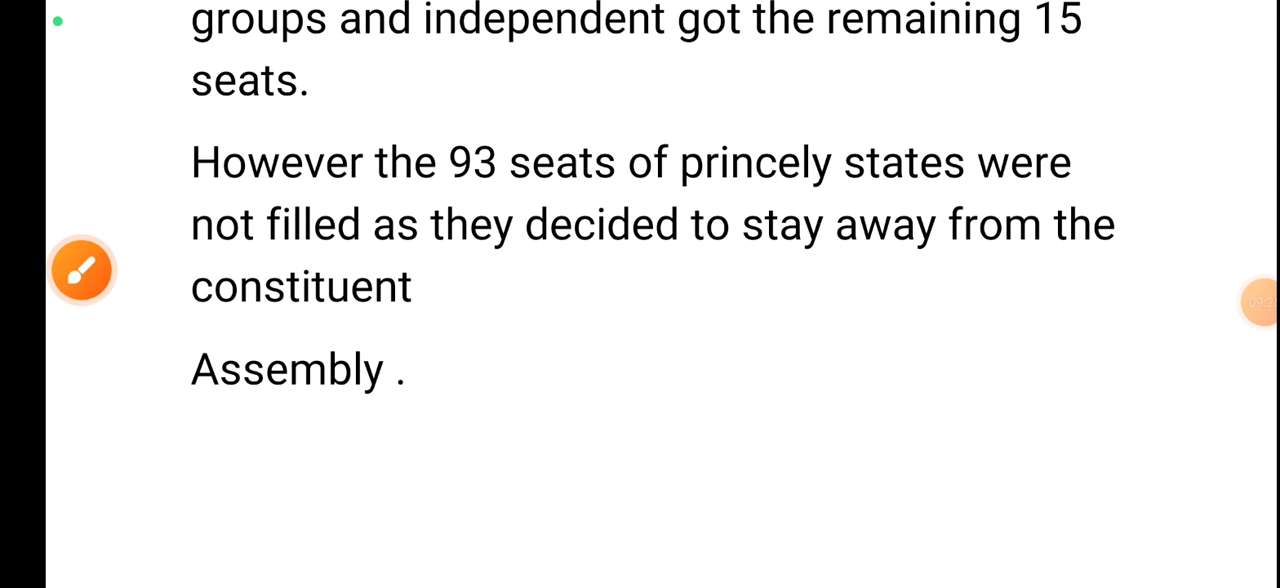 groups and independent got the remaining 15
seats.
However the 93 seats of princely states were
not filled as they decided to stay away from the
constituent
Assembly .